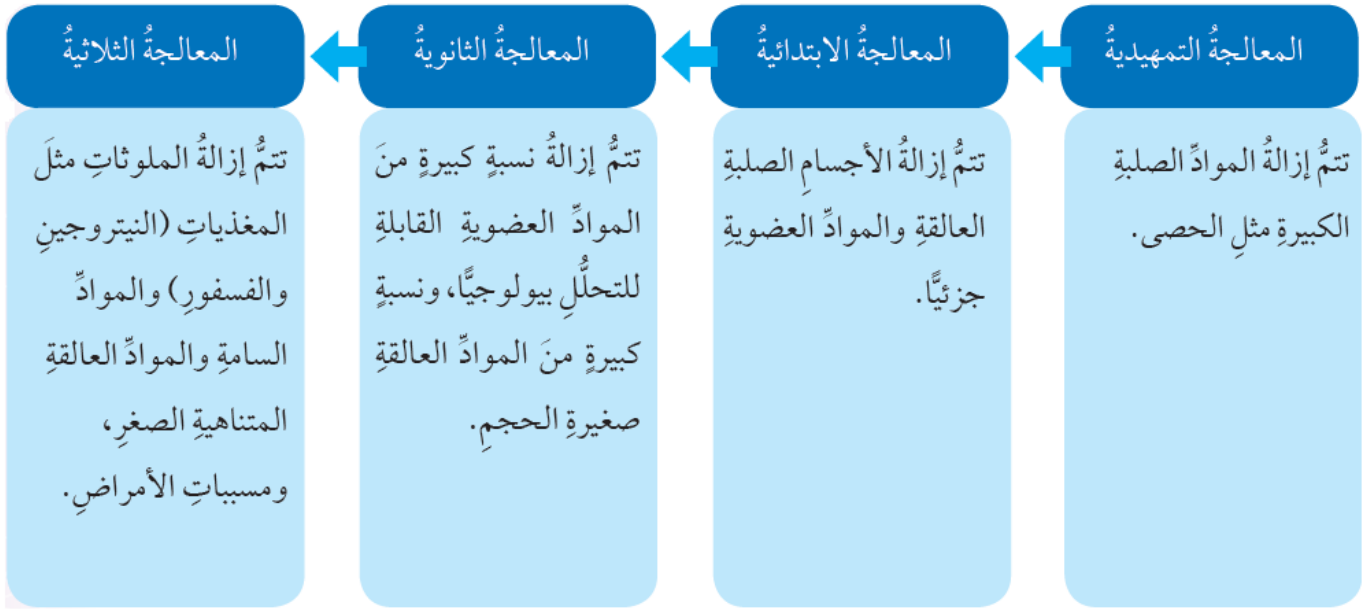 المعالجةُ التمهيديةُ
تتمُّ إزالةُ الموادِّ الصلبةِ
الكبيرةِ مثلِ الحصى.
المعالجةُ الابتدائيةُ
تتمُّ إزالةُ الأجسامِ الصلبةِ
العالقةِ والموادِّ العضويةِ
جزئيًّا.
المعالجةُ الثانويةُ
تتمُّ إزالةُ نسبةٍ كبيرةٍ منَ
الموادِّ العضويةِ القابلةِ
للتحلُّلِ بيولوجيًّا، ونسبةٍ
كبيرةٍ منَ الموادِّ العالقةِ
صغيرةِ الحجمِ.
المعالجةُ الثلاثيةُ
تتمُّ إزالةُ الملوثاتِ مثلَ
المغذياتِ (النيتروجينِ
والفسفورِ) والموادِّ
السامةِ والموادِّ العالقةِ
المتناهيةِ الصغرِ،
ومسبباتِ الأمراضِ.